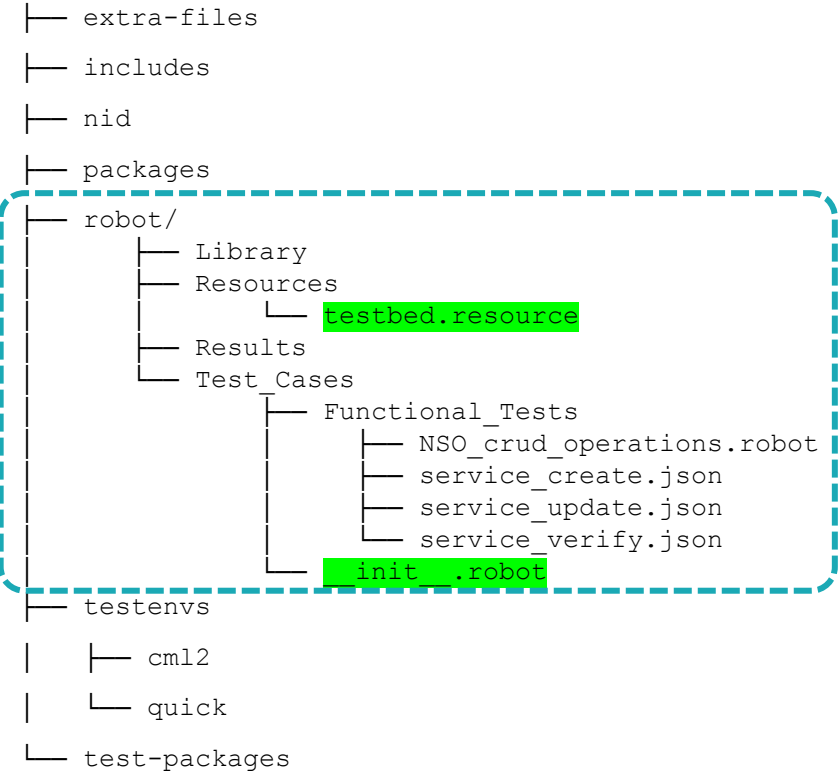 ├── extra-files
├── includes
├── nid
├── packages
├── robot/
│       ├── Library
│       ├── Resources
│       │       └── testbed.resource
│       ├── Results
│       └── Test_Cases
│               ├── Functional_Tests
│               │     ├── NSO_crud_operations.robot
│               │     ├── service_create.json
│               │     ├── service_update.json
│               │     └── service_verify.json
│               └── __init__.robot
├── testenvs
│   ├── cml2
│   └── quick
└── test-packages